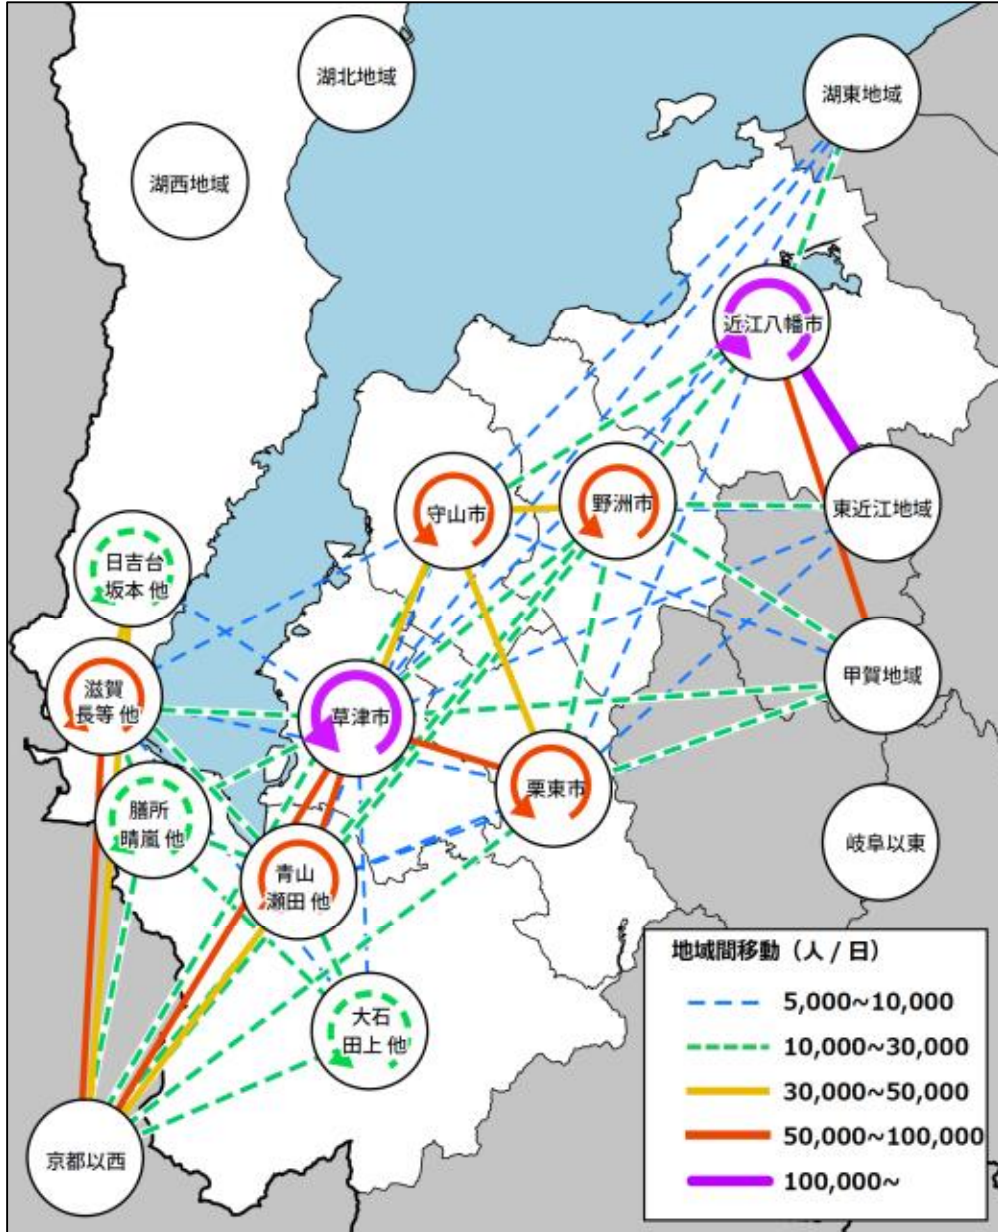 湖北地域
湖東地域
湖西地域
近江八幡市
守山市
野洲市
東近江地域
日吉台
坂本 他
滋賀
長等 他
草津市
甲賀地域
膳所
晴嵐 他
栗東市
青山
瀬田 他
岐阜以東
大石
田上 他
京都以西
地域間移動（人 / 日）
5,000~10,000
10,000~30,000
30,000~50,000
50,000~100,000
100,000~